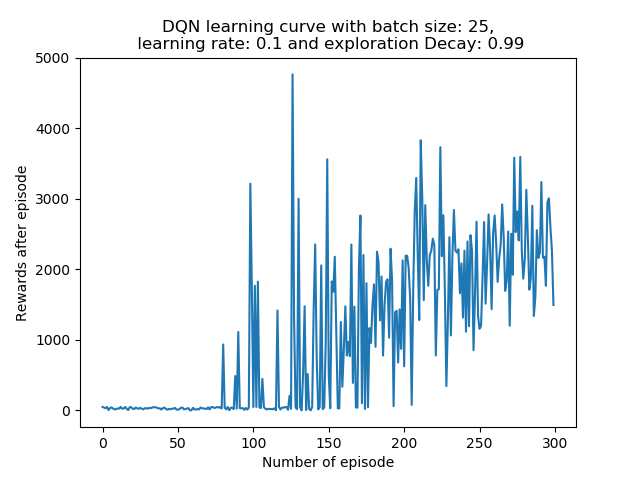 DQN learning curve with batch size: 25,
learning rate: 0.1 and exploration Decay: 0.99
5000
4000
3000
2000
1000
0
Rewards after episode
0 50 100 150 200 250 300
Number of episode